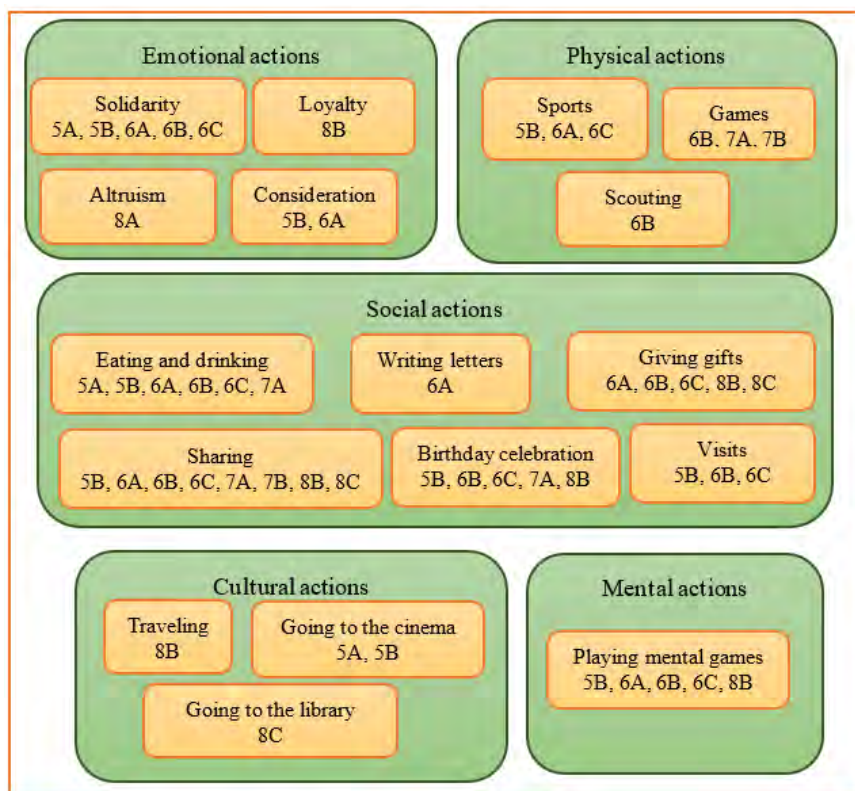 Emotional actions
Solidarity
5A, 5B, 6A, 6B, 6C
Loyalty
8B
Altruism
8A
Consideration
5B, 6A
Physical actions
Sports
5B, 6A, 6C
Games
6B, 7A, 7B
Scouting
6B
Social actions
Eating and drinking
5A, 5B, 6A, 6B, 6C, 7A
Writing letters
6A
Giving gifts
6A, 6B, 6C, 8B, 8C
Sharing
5B, 6A, 6B, 6C, 7A, 7B, 8B, 8C
Birthday celebration
5B, 6B, 6C, 7A, 8B
Visits
5B, 6B, 6C
Cultural actions
Traveling
8B
Going to the cinema
5A, 5B
Going to the library
8C
Mental actions
Playing mental games
5B, 6A, 6B, 6C, 8B